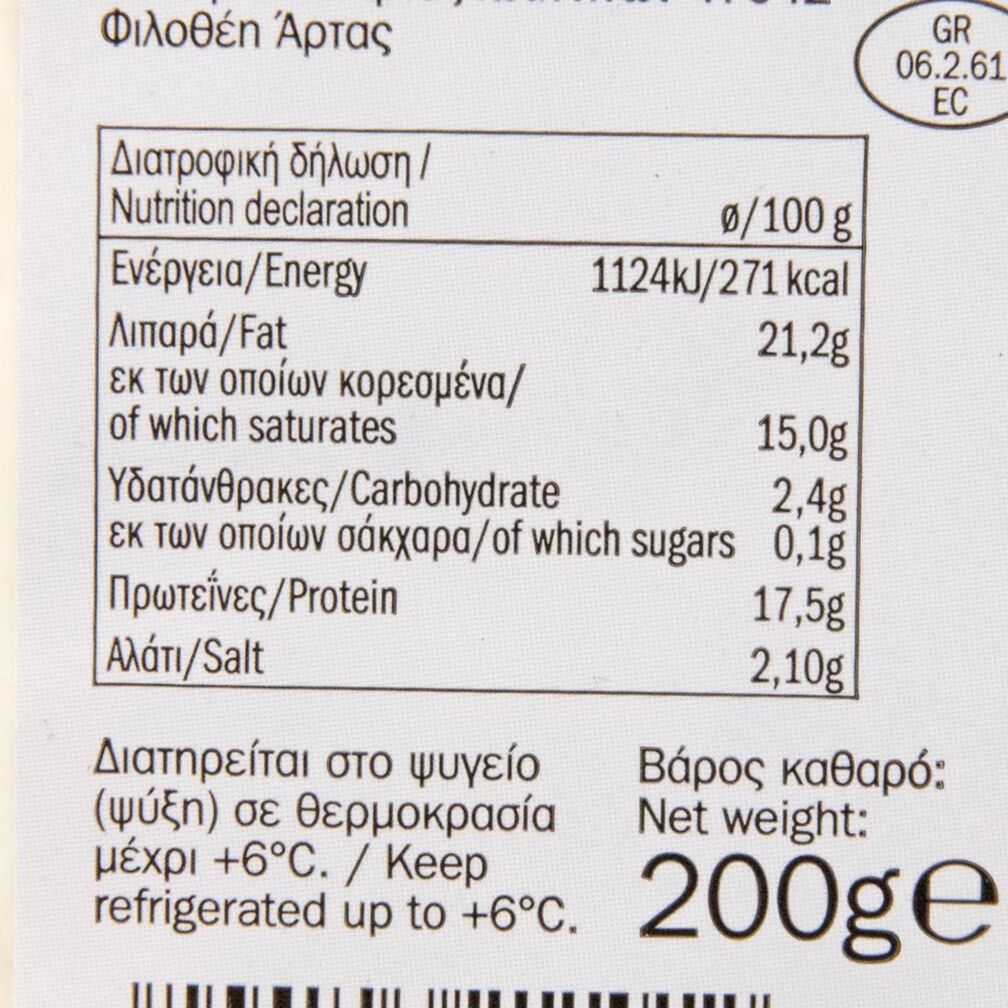 Φιλοθέη Άρτας
GR
06.2.61
EC
Διατροφική δήλωση /
Nutrition declaration ø/100 g
Ενέργεια/Energy 1124kJ/271 kcal
Λιπαρά/Fat 21,2g
εκ των οποίων κορεσμένα/
of which saturates 15,0g
Υδατάνθρακες/Carbohydrate 2,4g
εκ των οποίων σάκχαρα/of which sugars 0,1g
Πρωτεΐνες/Protein 17,5g
Αλάτι/Salt 2,10g
Διατηρείται στο ψυγείο
(ψύξη) σε θερμοκρασία
μέχρι +6°C. / Keep
refrigerated up to +6°C.
Βάρος καθαρό:
Net weight:
200g℮